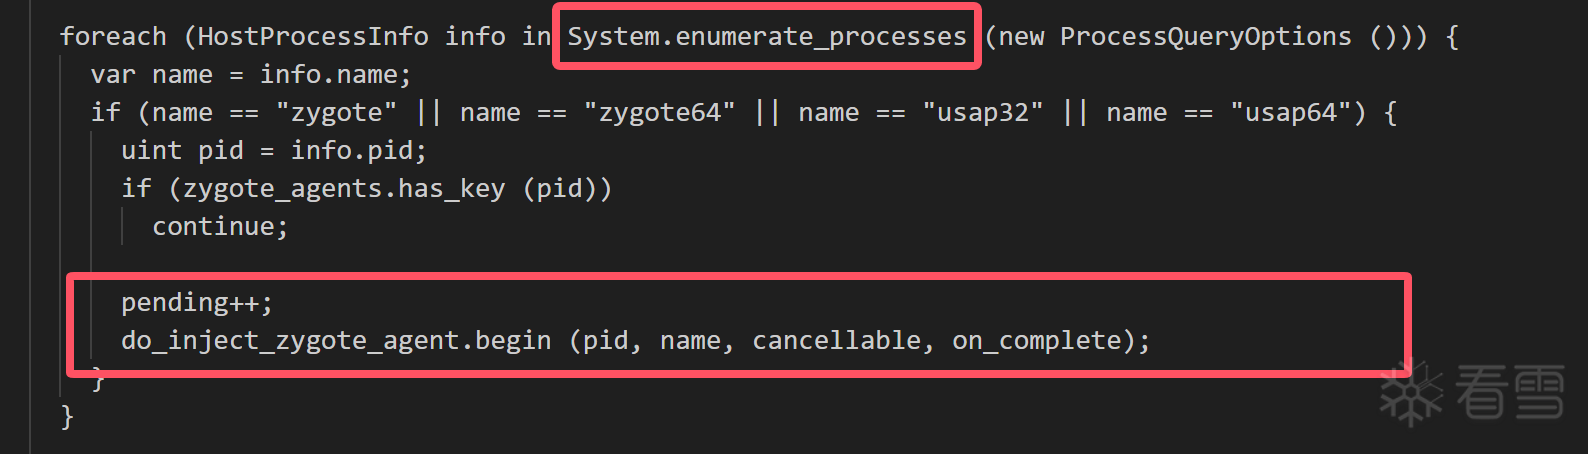 foreach (HostProcessInfo info in System.enumerate_processes (new ProcessQueryOptions ())) {
var name = info.name;
if (name == "zygote" || name == "zygote64" || name == "usap32" || name == "usap64") {
uint pid = info.pid;
if (zygote_agents.has_key (pid))
continue;
pending++;
do_inject_zygote_agent.begin (pid, name, cancellable, on_complete);
}
}
看雪